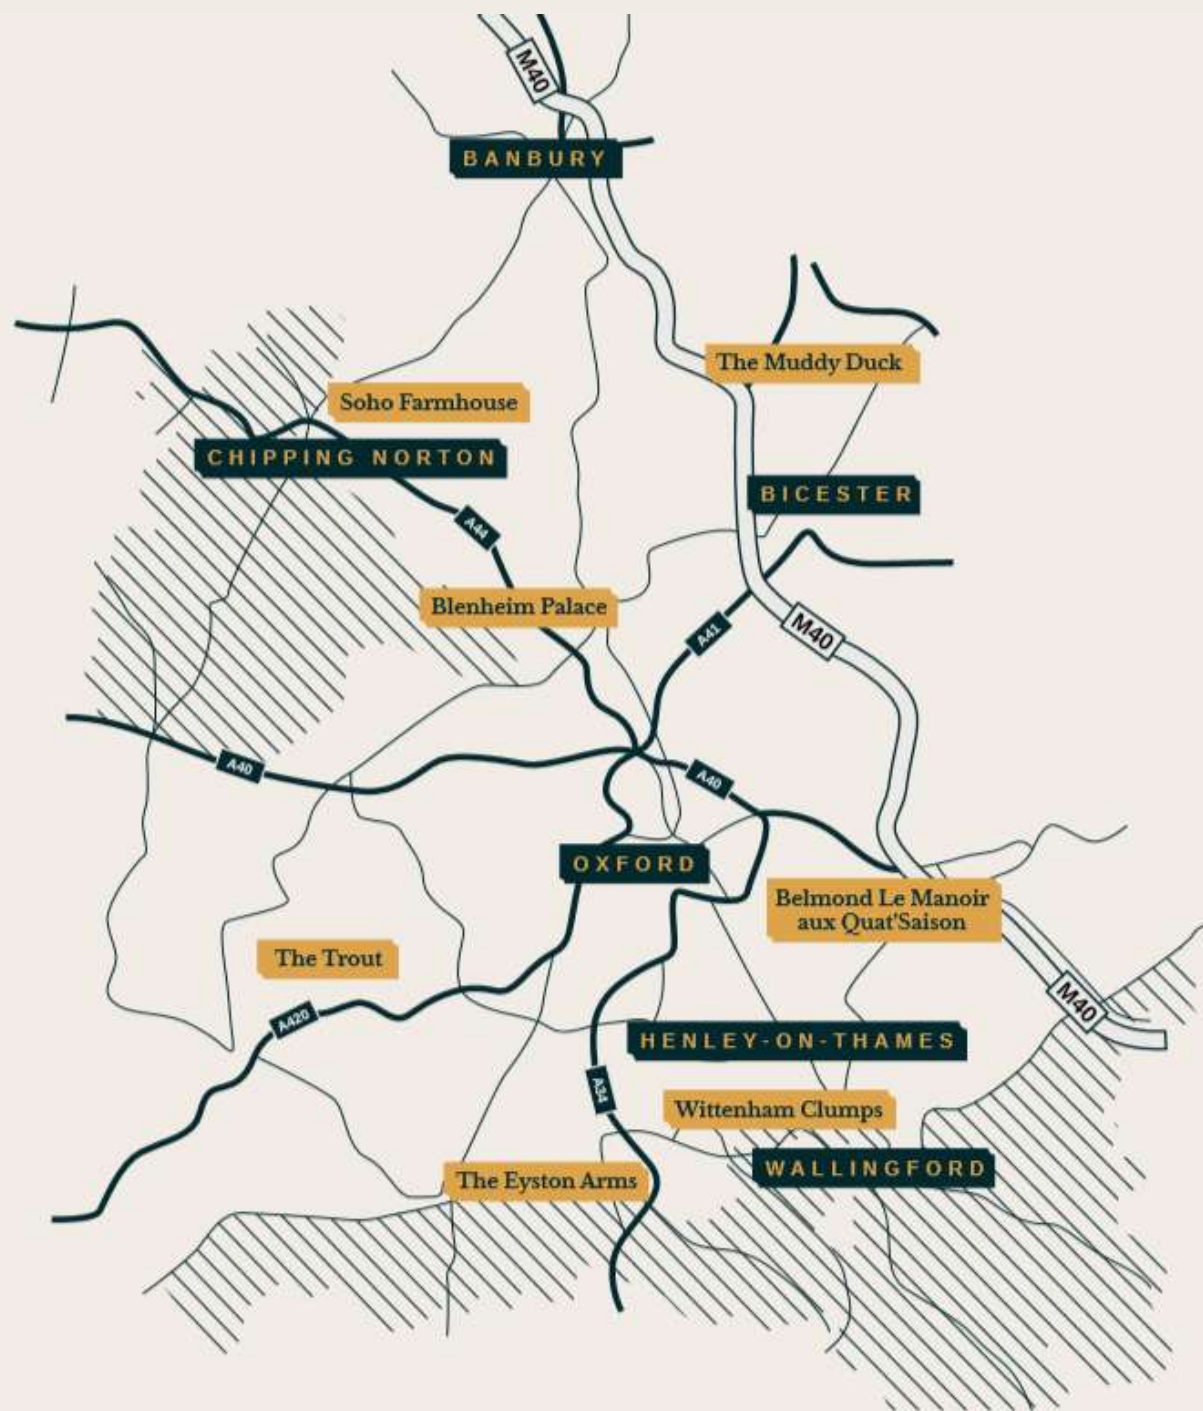 M40
BANBURY
The Muddy Duck
Soho Farmhouse
CHIPPING NORTON
BICESTER
A44
Blenheim Palace
A41
M40
A40
A40
OXFORD
Belmond Le Manoir
aux Quat'Saison
The Trout
M40
A420
HENLEY-ON-THAMES
A34
Wittenham Clumps
WALLINGFORD
The Eyston Arms